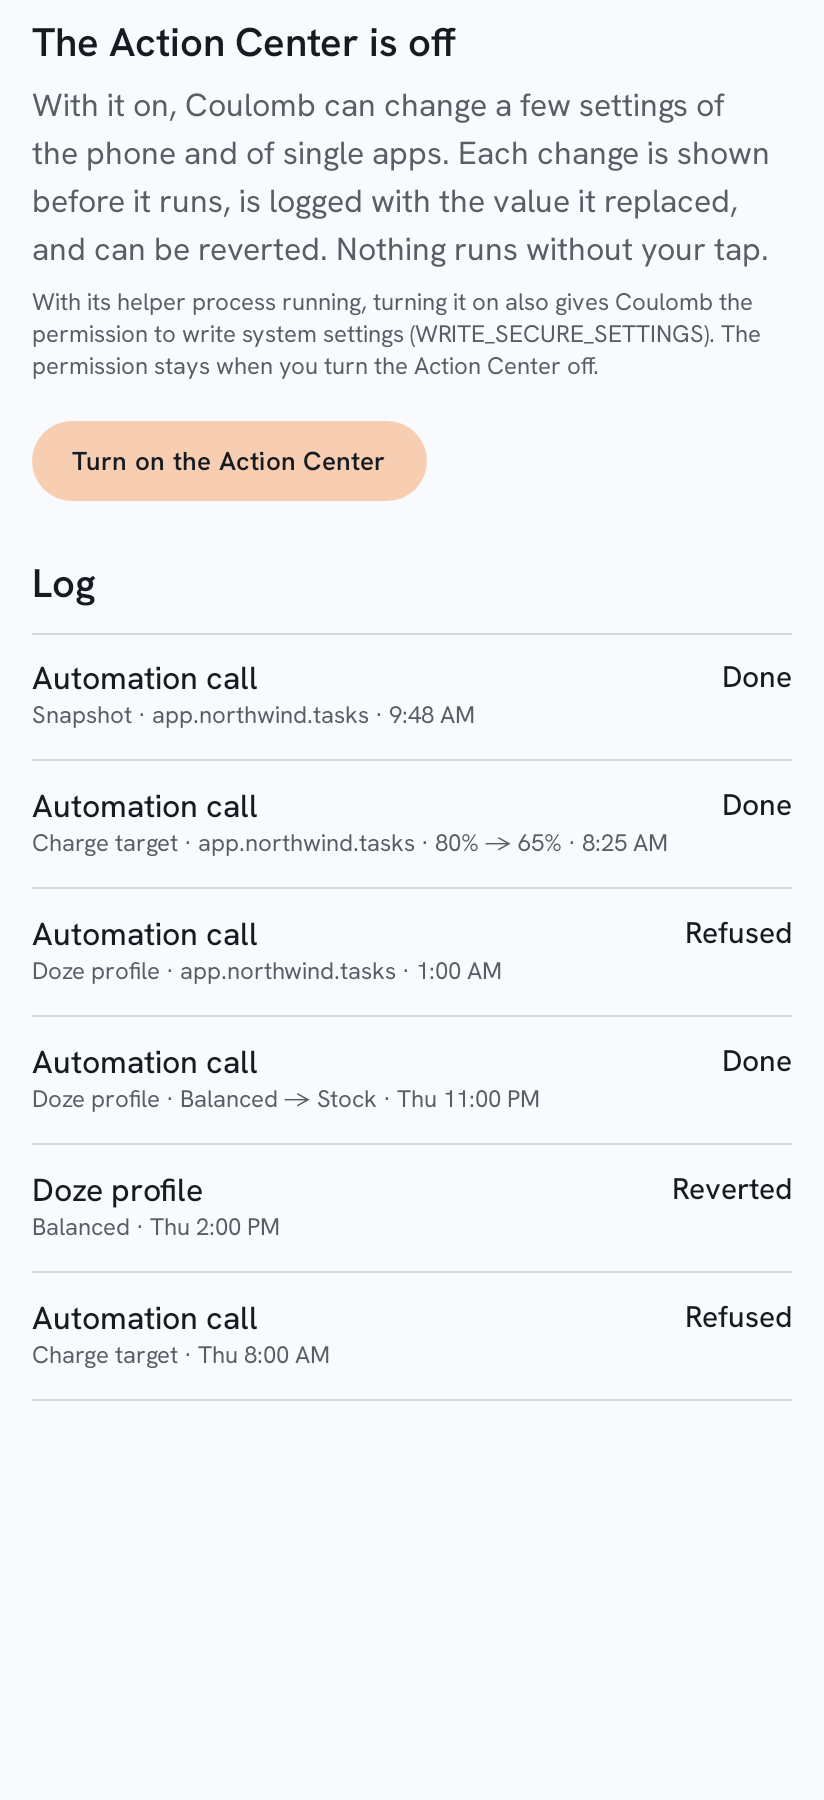 The Action Center is off
With it on, Coulomb can change a few settings of
the phone and of single apps. Each change is shown
before it runs, is logged with the value it replaced,
and can be reverted. Nothing runs without your tap.
With its helper process running, turning it on also gives Coulomb the
permission to write system settings (WRITE_SECURE_SETTINGS). The
permission stays when you turn the Action Center off.
Turn on the Action Center
Log
Automation call Done
Snapshot · app.northwind.tasks · 9:48 AM
Automation call Done
Charge target · app.northwind.tasks · 80% → 65% · 8:25 AM
Automation call Refused
Doze profile · app.northwind.tasks · 1:00 AM
Automation call Done
Doze profile · Balanced → Stock · Thu 11:00 PM
Doze profile Reverted
Balanced · Thu 2:00 PM
Automation call Refused
Charge target · Thu 8:00 AM